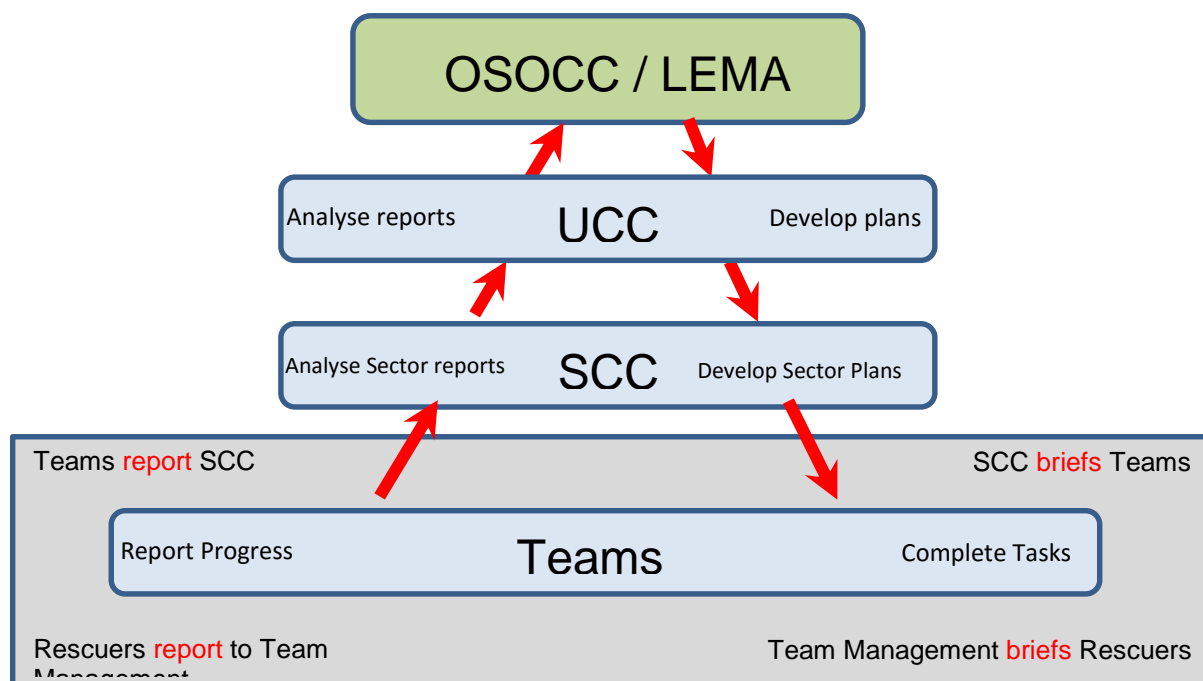 OSOCC / LEMA
Analyse reports
UCC
Develop plans
Analyse Sector reports
SCC
Develop Sector Plans
Teams report SCC
SCC briefs Teams
Report Progress
Teams
Complete Tasks
Rescuers report to Team
Management
Team Management briefs Rescuers